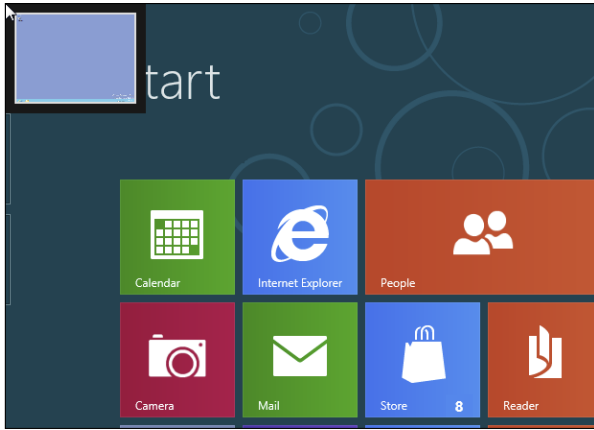 tart
Calendar
Internet Explorer
People
Camera
Mail
Store
8
Reader